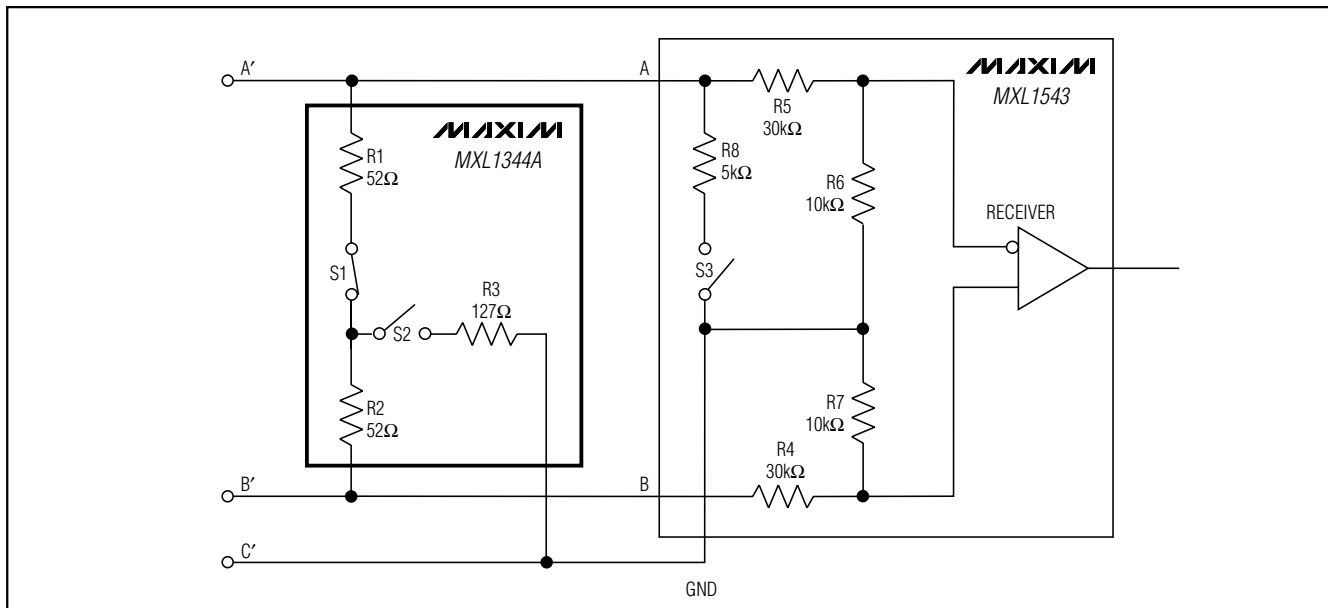 A′
A
MAXIM
MXL1543
R5
30kΩ
MAXIM
MXL1344A
R1
52Ω
R8
5kΩ
R6
10kΩ
RECEIVER
S1
S3
R3
127Ω
S2
R2
52Ω
R7
10kΩ
R4
30kΩ
B′
B
C′
GND